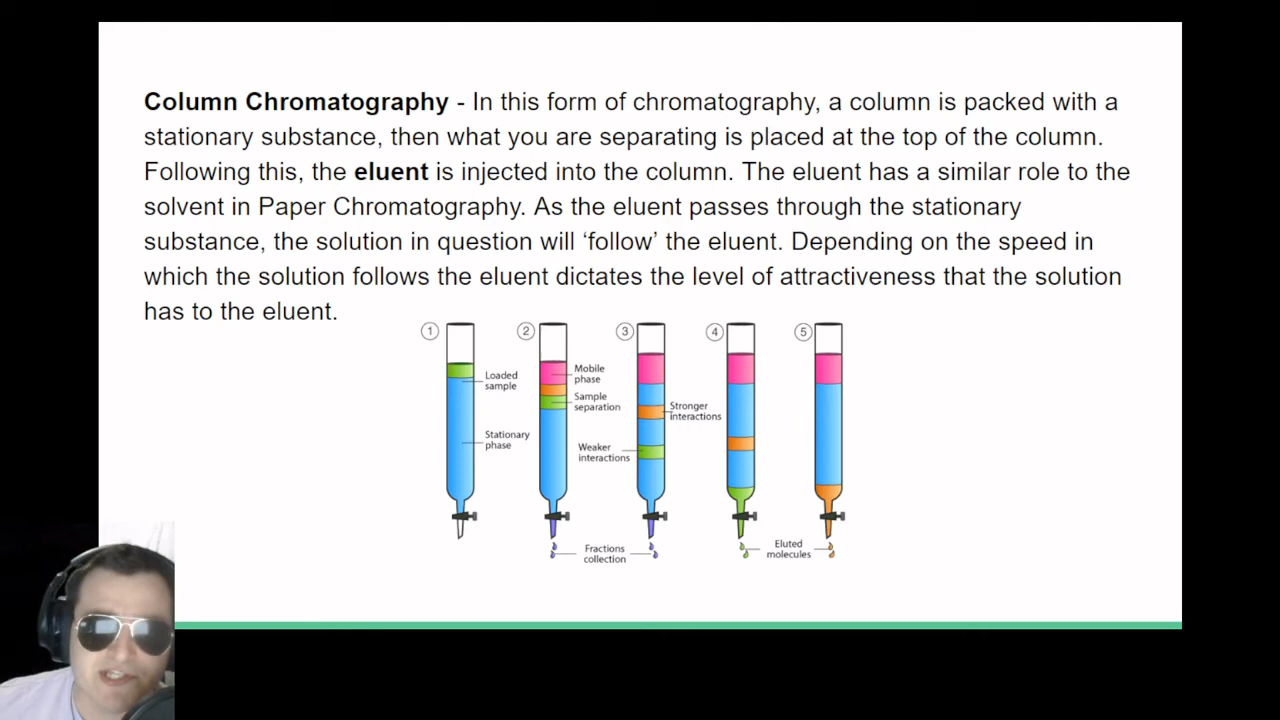 Column Chromatography - In this form of chromatography, a column is packed with a
stationary substance, then what you are separating is placed at the top of the column.
Following this, the eluent is injected into the column. The eluent has a similar role to the
solvent in Paper Chromatography. As the eluent passes through the stationary
substance, the solution in question will ‘follow’ the eluent. Depending on the speed in
which the solution follows the eluent dictates the level of attractiveness that the solution
has to the eluent.
1
2
3
4
5
Loaded
sample
Stationary
phase
Mobile
phase
Sample
separation
Weaker
interactions
Stronger
interactions
Fractions
collection
Eluted
molecules